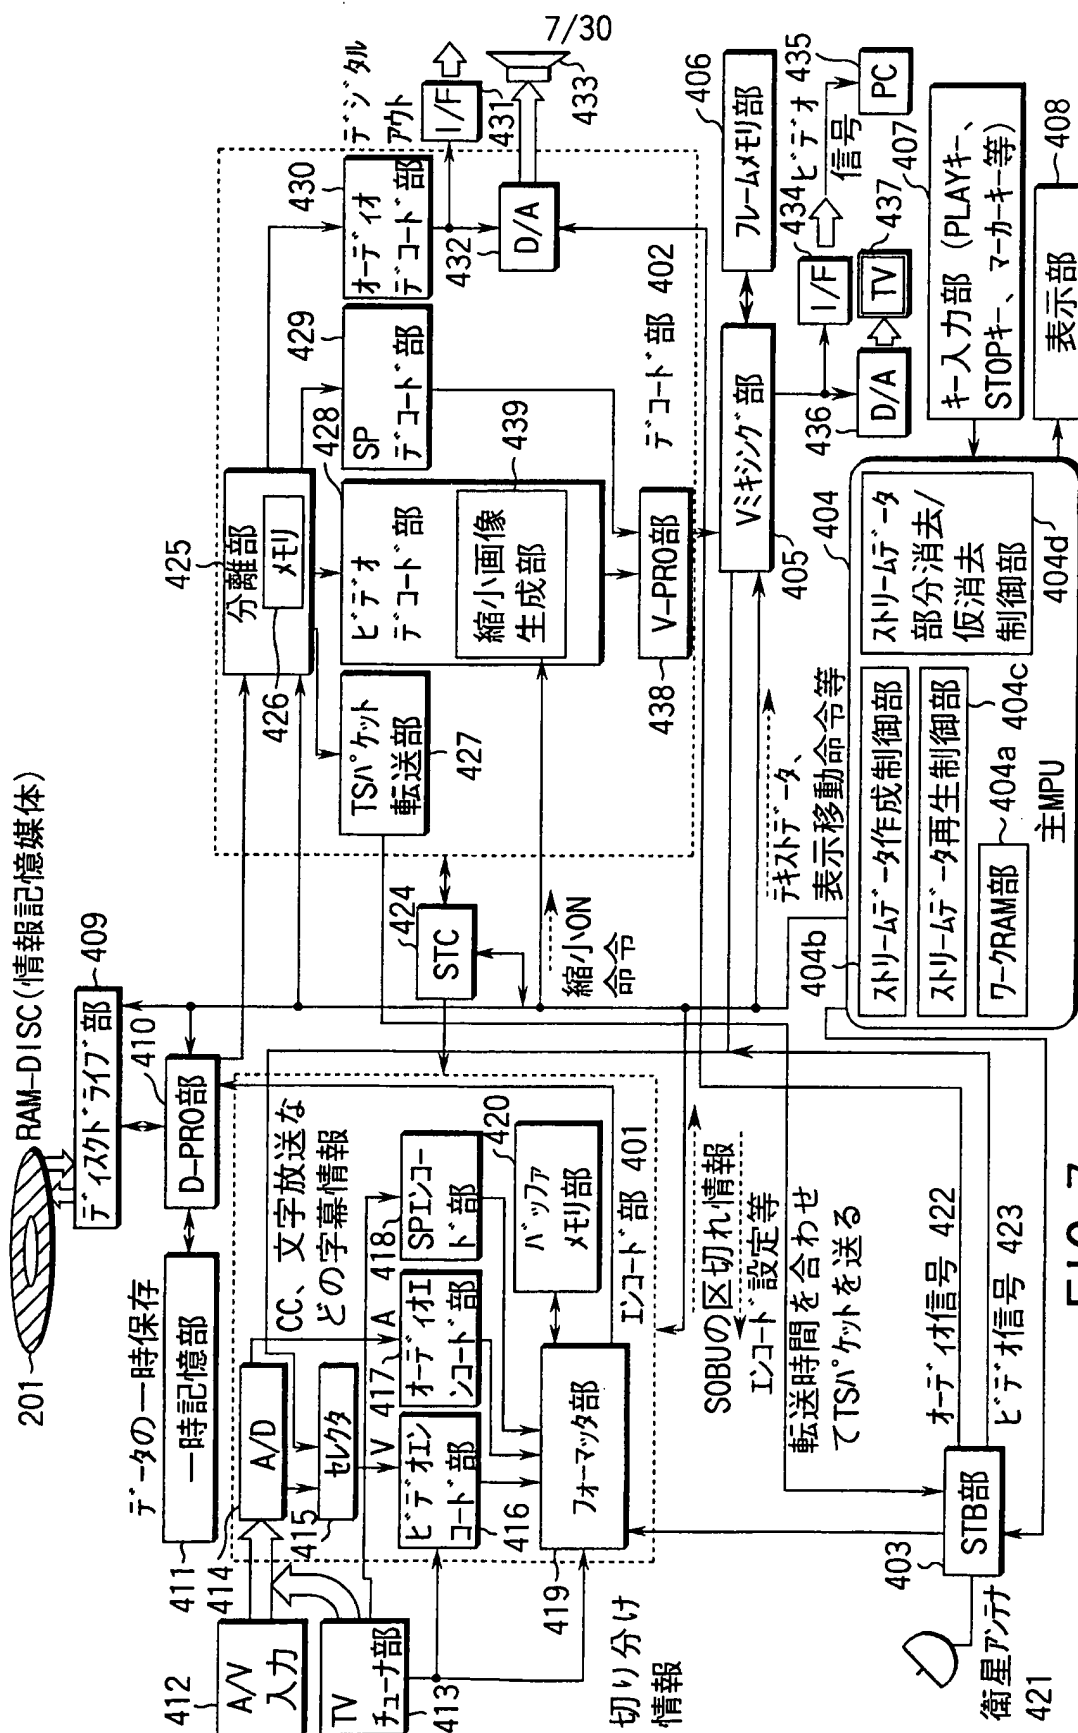 7/30
201
RAM-DISC(情報記憶媒体)
ディスクドライブ部
409
410
D-PRO部
データの一時保存
一時記憶部
411
412
A/V
入力
TV
チューナ部
413
414
A/D
415
セレクタ
CC、文字放送な
どの字幕情報
V
A
416
ビデオエン
コード部
417
オーディオエ
ンコード部
418
SPエンコー
ド部
419
フォーマッタ部
420
バッファ
メモリ部
エンコード部 401
切り分け
情報
SOBUの区切れ情報
エンコード設定等
転送時間を合わせ
てTSパケットを送る
オーディオ信号 422
ビデオ信号 423
403
STB部
衛星アンテナ
421
424
STC
縮小ON
命令
425
分離部
メモリ
426
TSパケット
転送部
427
ビデオ
デコード部
428
縮小画像
生成部
439
SP
デコード部
429
オーディオ
デコード部
430
デコード部 402
V-PRO部
438
デジタル
アウト
I/F
431
432
D/A
433
Vミキシング部
405
フレームメモリ部
406
434
I/F
ビデオ
信号
435
PC
436
D/A
437
TV
テキストデータ、
表示移動命令等
407
キー入力部 (PLAYキー、
STOPキー、マーカーキー等)
408
表示部
404
404b
ストリームデータ作成制御部
ストリームデータ再生制御部
404c
ワークRAM部
404a
ストリームデータ
部分消去/
仮消去
制御部
404d
主MPU